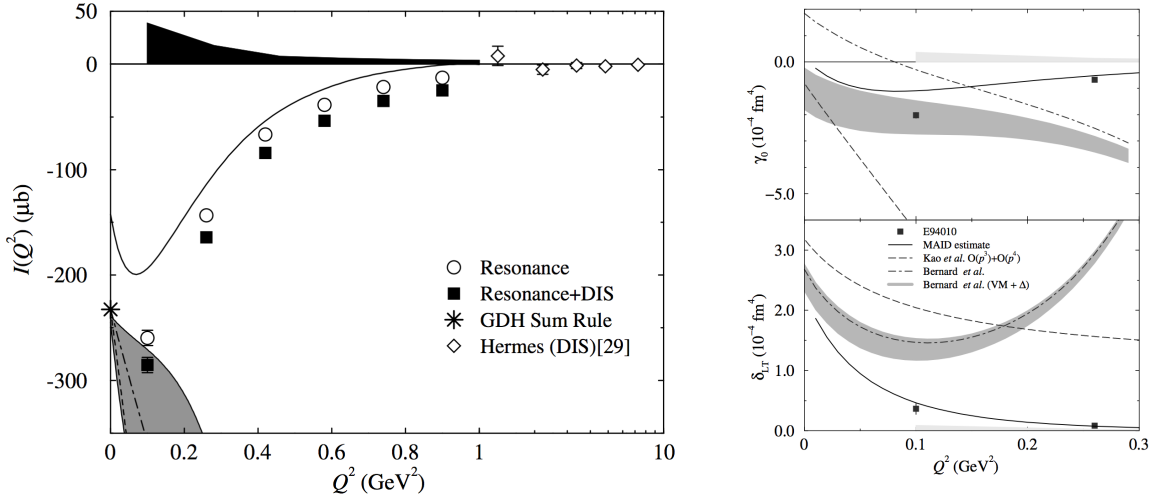 50
0
-100
-200
-300
I(Q²) (μb)
Resonance
Resonance+DIS
GDH Sum Rule
Hermes (DIS)[29]
0 0.2 0.4 0.6 0.8 1 10
Q² (GeV²)
0.0
−5.0
γ₀ (10⁻⁴ fm⁴)
3.0
2.0
1.0
0.0
δLT (10⁻⁴ fm⁴)
E94010
MAID estimate
Kao et al. O(p³)+O(p⁴)
Bernard et al.
Bernard et al. (VM + Δ)
0 0.1 0.2 0.3
Q² (GeV²)